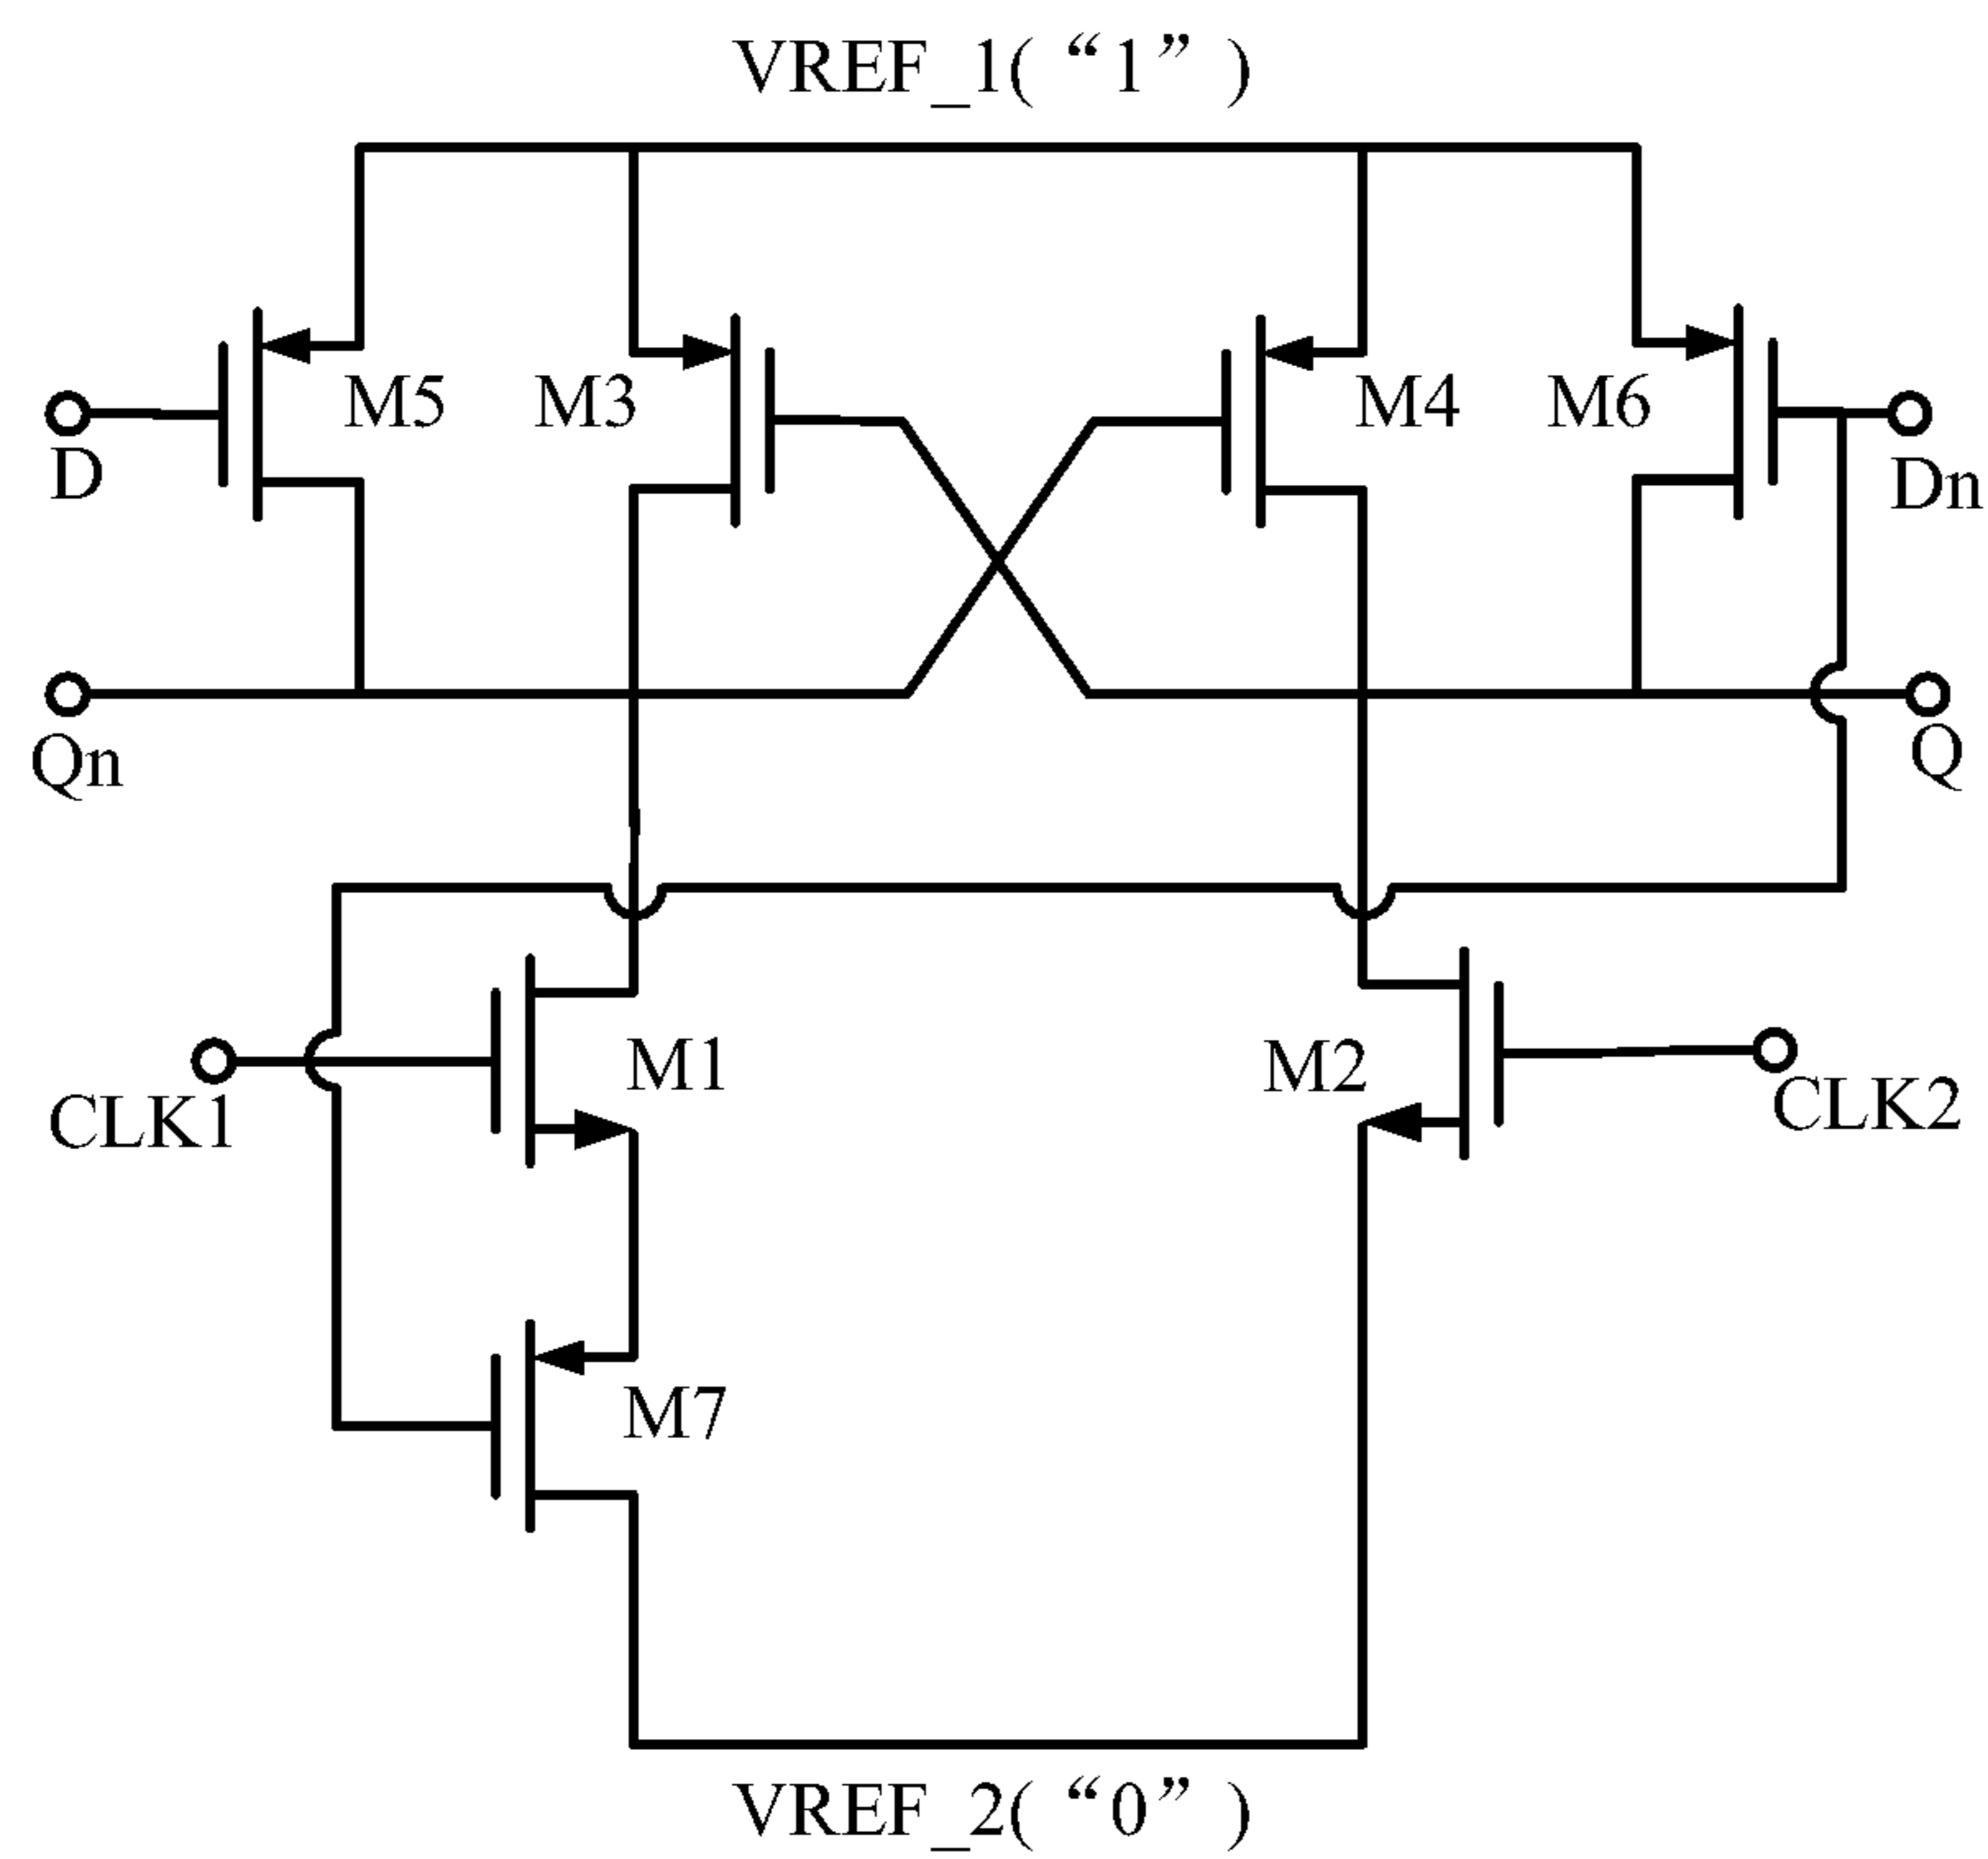 VREF_1(“1”)
M5
M3
M4
M6
D
Dn
Qn
Q
M1
M2
CLK1
CLK2
M7
VREF_2(“0”)